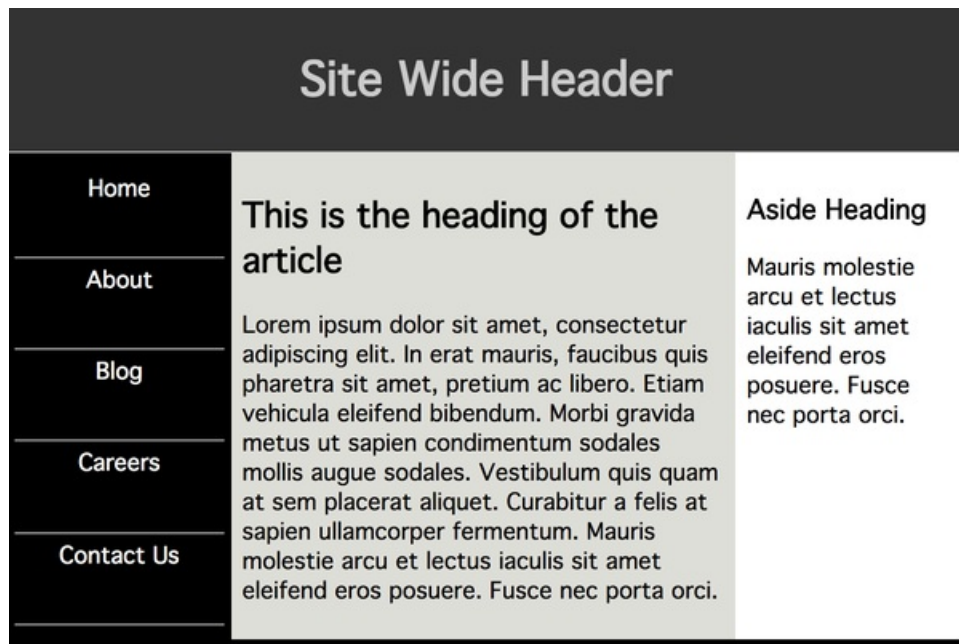 Site Wide Header
Home
About
Blog
Careers
Contact Us
This is the heading of the
article
Lorem ipsum dolor sit amet, consectetur
adipiscing elit. In erat mauris, faucibus quis
pharetra sit amet, pretium ac libero. Etiam
vehicula eleifend bibendum. Morbi gravida
metus ut sapien condimentum sodales
mollis augue sodales. Vestibulum quis quam
at sem placerat aliquet. Curabitur a felis at
sapien ullamcorper fermentum. Mauris
molestie arcu et lectus iaculis sit amet
eleifend eros posuere. Fusce nec porta orci.
Aside Heading
Mauris molestie
arcu et lectus
iaculis sit amet
eleifend eros
posuere. Fusce
nec porta orci.